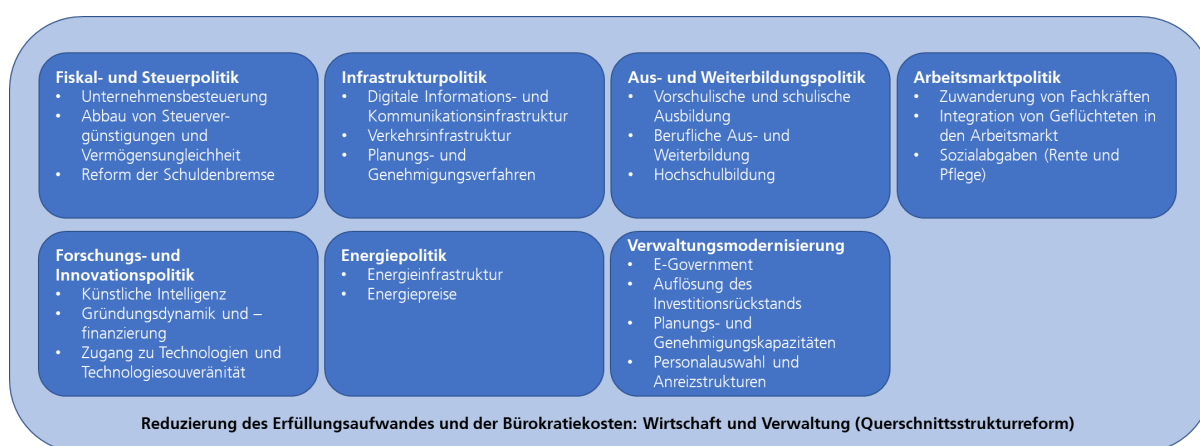 Fiskal- und Steuerpolitik
• Unternehmensbesteuerung
• Abbau von Steuerver-
günstigungen und
Vermögensungleichheit
• Reform der Schuldenbremse
Infrastrukturpolitik
• Digitale Informations- und
Kommunikationsinfrastruktur
• Verkehrsinfrastruktur
• Planungs- und
Genehmigungsverfahren
Aus- und Weiterbildungspolitik
• Vorschulische und schulische
Ausbildung
• Berufliche Aus- und
Weiterbildung
• Hochschulbildung
Arbeitsmarktpolitik
• Zuwanderung von Fachkräften
• Integration von Geflüchteten in
den Arbeitsmarkt
• Sozialabgaben (Rente und
Pflege)
Forschungs- und
Innovationspolitik
• Künstliche Intelligenz
• Gründungsdynamik und –
finanzierung
• Zugang zu Technologien und
Technologiesouveränität
Energiepolitik
• Energieinfrastruktur
• Energiepreise
Verwaltungsmodernisierung
• E-Government
• Auflösung des
Investitionsrückstands
• Planungs- und
Genehmigungskapazitäten
• Personalauswahl und
Anreizstrukturen
Reduzierung des Erfüllungsaufwandes und der Bürokratiekosten: Wirtschaft und Verwaltung (Querschnittsstrukturreform)